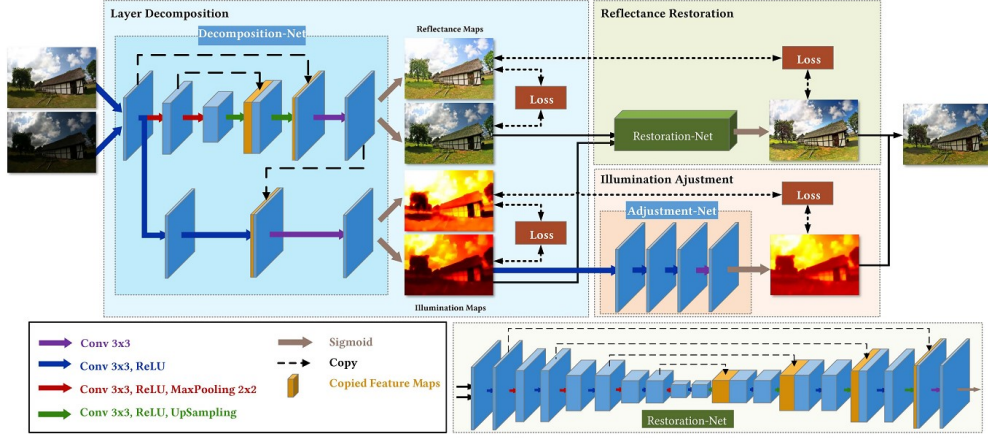 Layer Decomposition
Decomposition-Net
Reflectance Maps
Loss
Loss
Illumination Maps
Reflectance Restoration
Loss
Restoration-Net
Illumination Ajustment
Loss
Adjustment-Net
Conv 3x3
Conv 3x3, ReLU
Conv 3x3, ReLU, MaxPooling 2x2
Conv 3x3, ReLU, UpSampling
Sigmoid
Copy
Copied Feature Maps
Restoration-Net